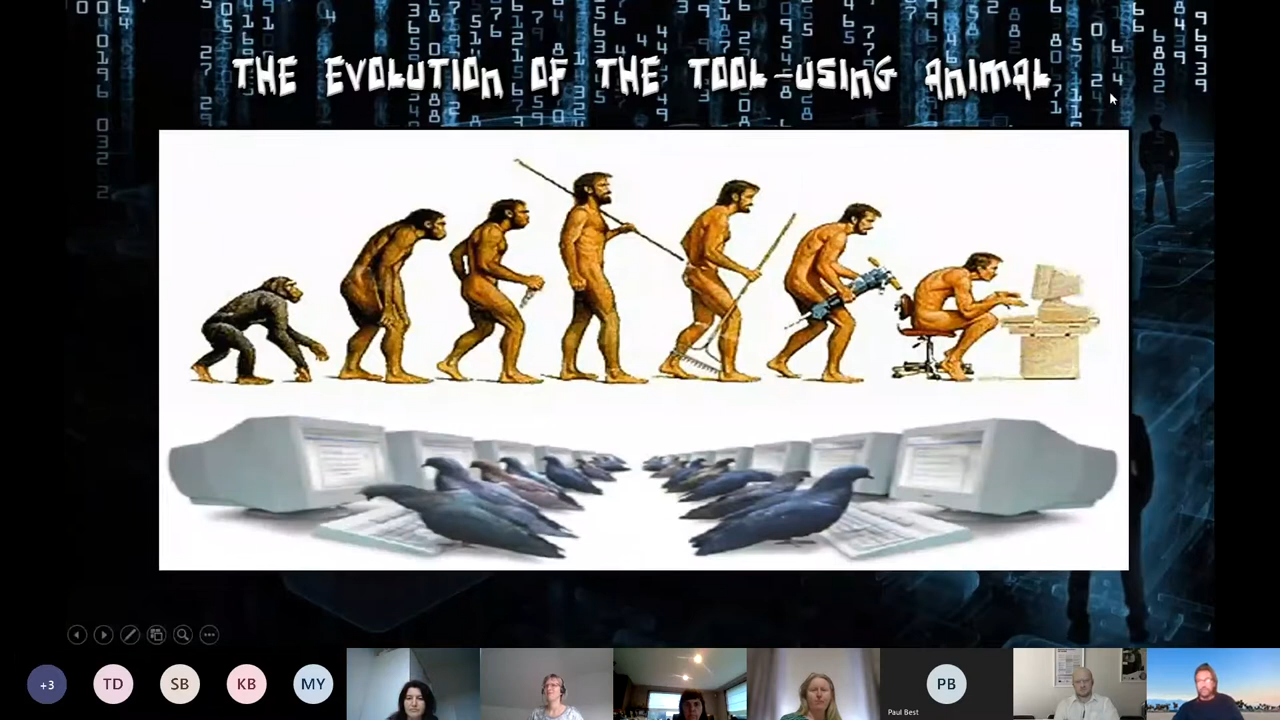 THE EVOLUTION OF THE TOOL-USING ANIMAL
+3
TD
SB
KB
MY
PB
Paul Best